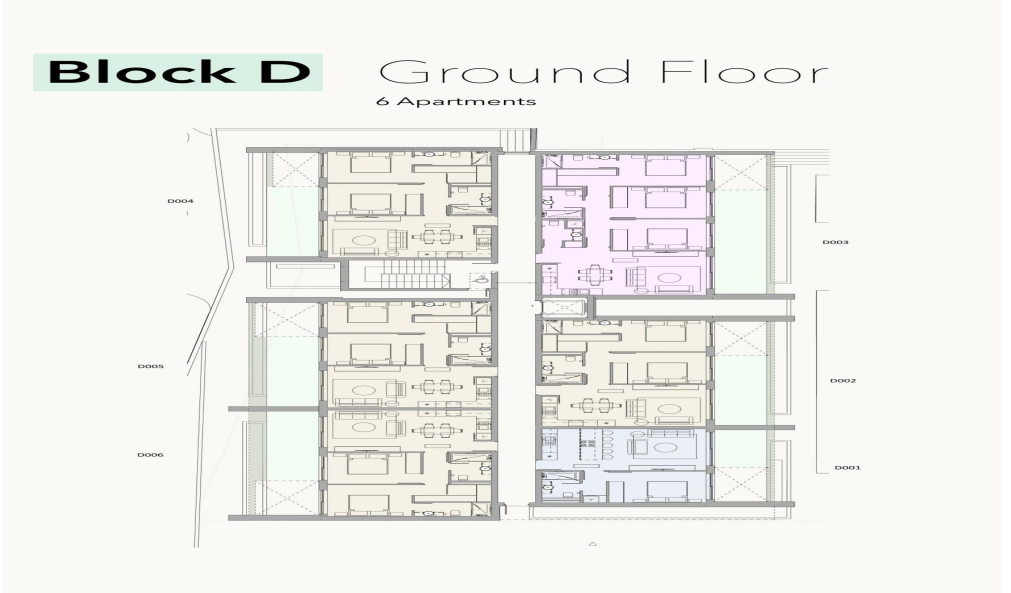 Block D
Ground Floor
6 Apartments
D004
D003
D005
D002
D006
D001